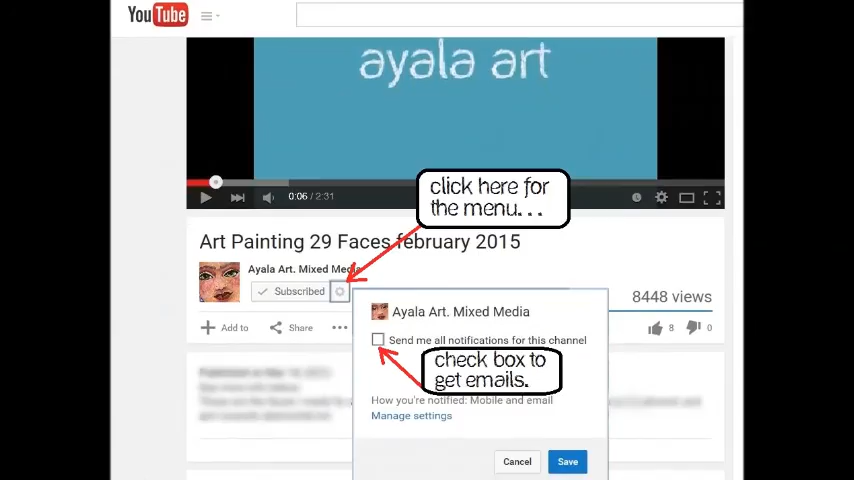 YouTube
ayala art
0:06 / 2:31
click here for
the menu...
Art Painting 29 Faces february 2015
Ayala Art. Mixed Media
Subscribed
8448 views
Add to
Share
8
0
Ayala Art. Mixed Media
Send me all notifications for this channel
check box to
get emails.
How you're notified: Mobile and email
Manage settings
Cancel
Save